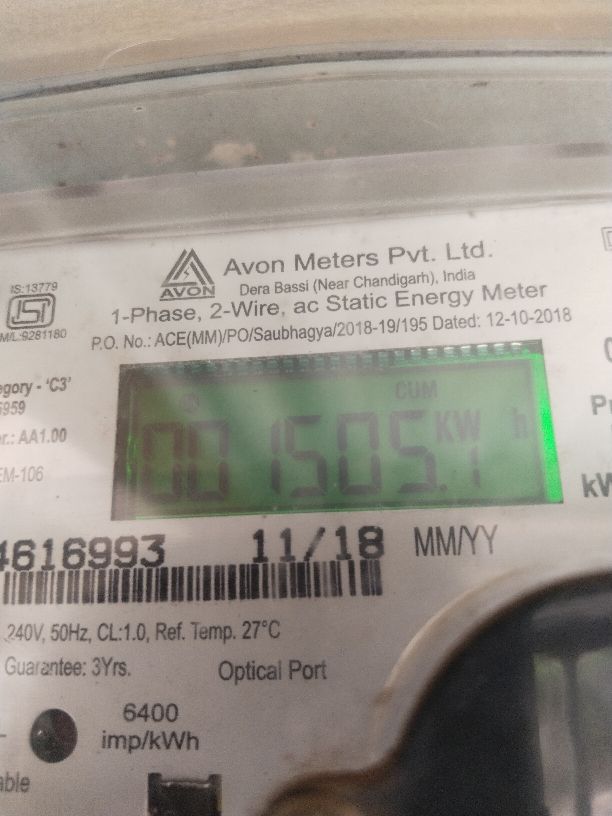 Avon Meters Pvt. Ltd.
AVON
Dera Bassi (Near Chandigarh), India
1-Phase, 2-Wire, ac Static Energy Meter
P.O. No.: ACE(MM)/PO/Saubhagya/2018-19/195 Dated: 12-10-2018
IS:13779
ISI
M/L:9281180
egory - 'C3'
5959
r.: AA1.00
EM-106
CUM
001505.1 KW h
4616993 11/18 MM/YY
240V, 50Hz, CL:1.0, Ref. Temp. 27°C
Guarantee: 3Yrs.
Optical Port
6400
imp/kWh
able
kW